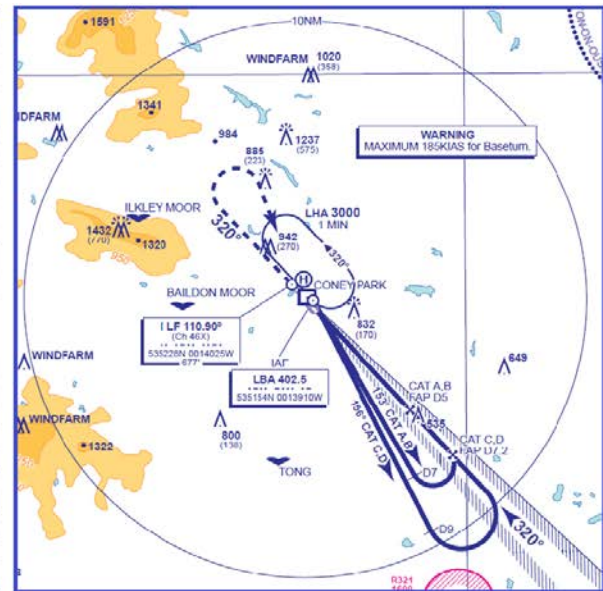 1591
10NM
WINDFARM 1020
(358)
1341
984
885
(223)
1237
(575)
WARNING
MAXIMUM 185KIAS for Baseturn.
ILKLEY MOOR
1432
(770)
1320
950
LHA 3000
1 MIN
320°
320°
942
(270)
H
CONEY PARK
BAILDON MOOR
832
(170)
I LF 110.90
(Ch 46X)
535226N 0014025W
677'
IAF
LBA 402.5
535154N 0013910W
WINDFARM
649
CAT A,B
FAP D5
535
153° CAT A,B
156° CAT C,D
CAT C,D
FAP D7.2
WINDFARM
800
(138)
1322
TONG
D7
D9
320°
R321